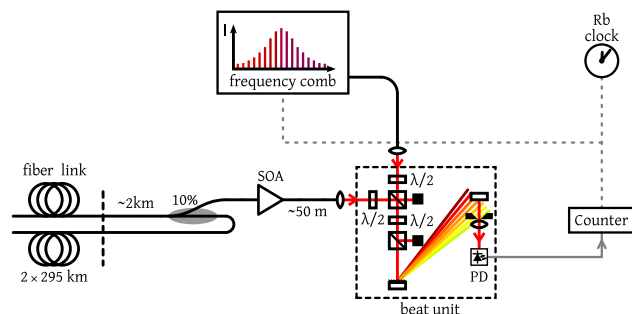 I
frequency comb
Rb
clock
fiber link
~2km
10%
SOA
~50 m
2 × 295 km
λ/2
λ/2
λ/2
PD
Counter
beat unit